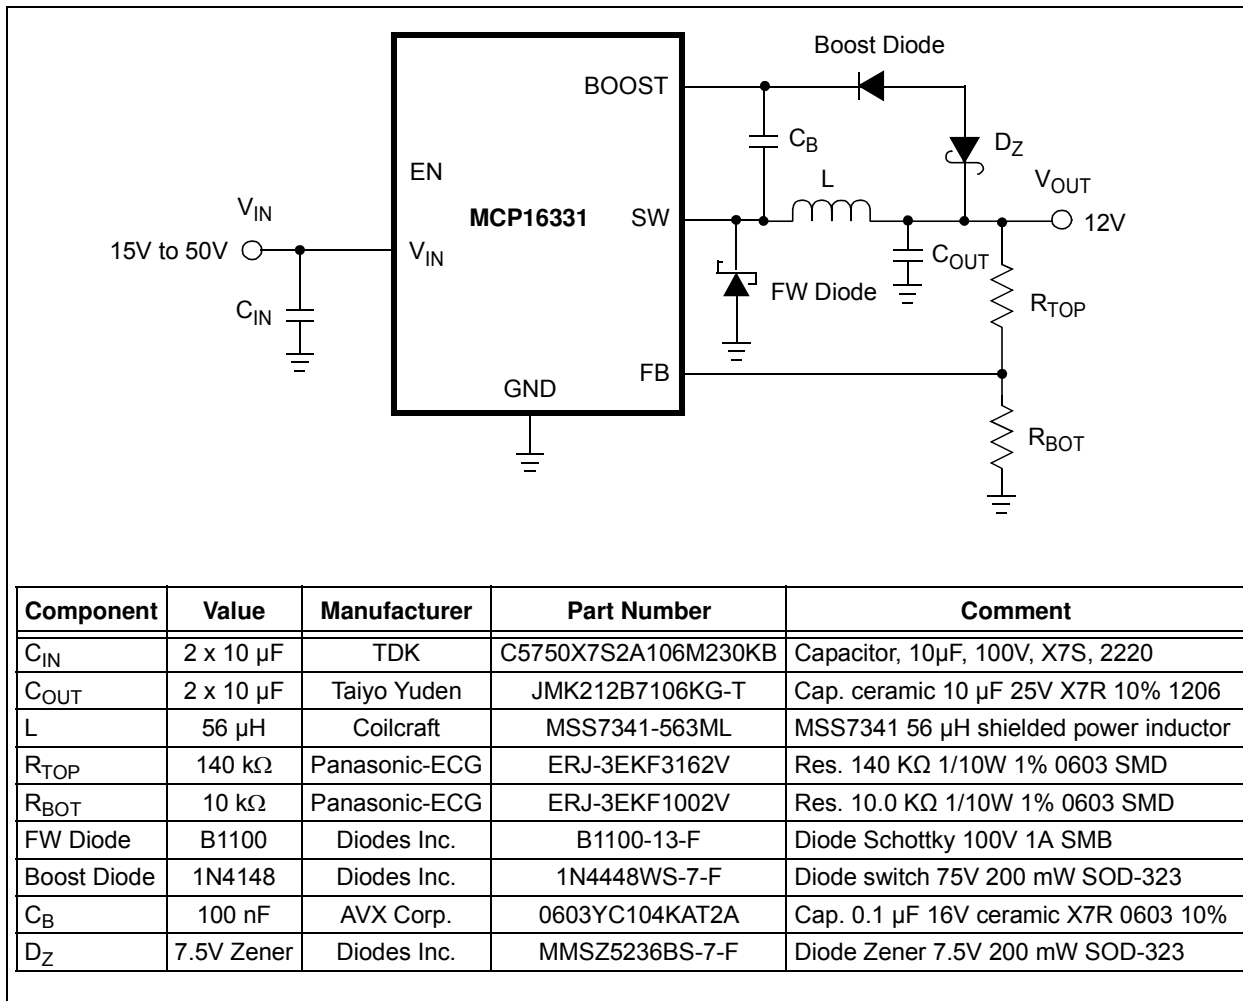 Boost Diode
BOOST
C_B
D_Z
EN
L
V_OUT
V_IN
MCP16331
SW
12V
15V to 50V
V_IN
C_OUT
FW Diode
C_IN
R_TOP
FB
GND
R_BOT
Component Value Manufacturer Part Number Comment
C_IN 2 x 10 µF TDK C5750X7S2A106M230KB Capacitor, 10µF, 100V, X7S, 2220
C_OUT 2 x 10 µF Taiyo Yuden JMK212B7106KG-T Cap. ceramic 10 µF 25V X7R 10% 1206
L 56 µH Coilcraft MSS7341-563ML MSS7341 56 µH shielded power inductor
R_TOP 140 kΩ Panasonic-ECG ERJ-3EKF3162V Res. 140 KΩ 1/10W 1% 0603 SMD
R_BOT 10 kΩ Panasonic-ECG ERJ-3EKF1002V Res. 10.0 KΩ 1/10W 1% 0603 SMD
FW Diode B1100 Diodes Inc. B1100-13-F Diode Schottky 100V 1A SMB
Boost Diode 1N4148 Diodes Inc. 1N4448WS-7-F Diode switch 75V 200 mW SOD-323
C_B 100 nF AVX Corp. 0603YC104KAT2A Cap. 0.1 µF 16V ceramic X7R 0603 10%
D_Z 7.5V Zener Diodes Inc. MMSZ5236BS-7-F Diode Zener 7.5V 200 mW SOD-323